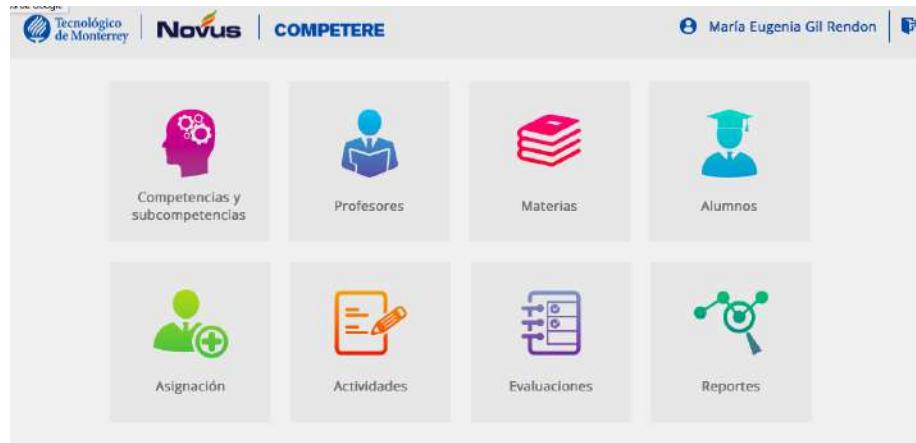 Tecnológico
de Monterrey
Novus
COMPETERE
María Eugenia Gil Rendon
Competencias y
subcompetencias
Profesores
Materias
Alumnos
Asignación
Actividades
Evaluaciones
Reportes